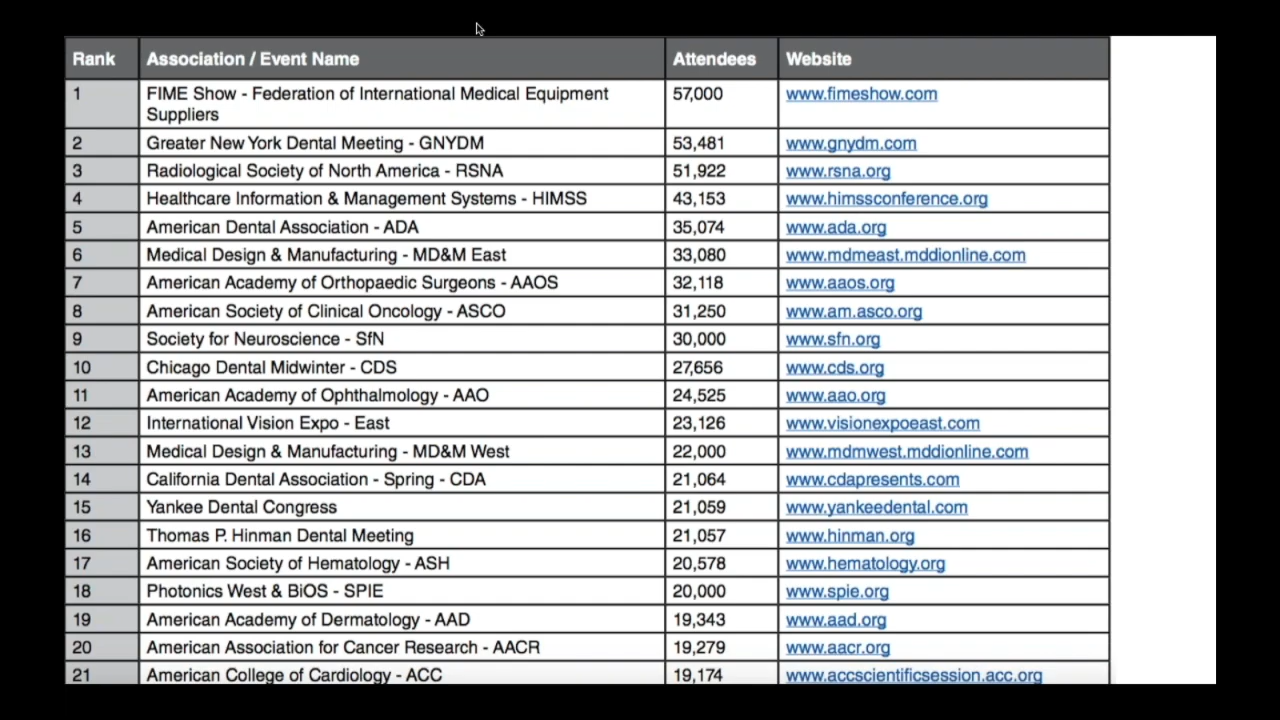 Rank Association / Event Name Attendees Website
1 FIME Show - Federation of International Medical Equipment 57,000 www.fimeshow.com
Suppliers
2 Greater New York Dental Meeting - GNYDM 53,481 www.gnydm.com
3 Radiological Society of North America - RSNA 51,922 www.rsna.org
4 Healthcare Information & Management Systems - HIMSS 43,153 www.himssconference.org
5 American Dental Association - ADA 35,074 www.ada.org
6 Medical Design & Manufacturing - MD&M East 33,080 www.mdmeast.mddionline.com
7 American Academy of Orthopaedic Surgeons - AAOS 32,118 www.aaos.org
8 American Society of Clinical Oncology - ASCO 31,250 www.am.asco.org
9 Society for Neuroscience - SfN 30,000 www.sfn.org
10 Chicago Dental Midwinter - CDS 27,656 www.cds.org
11 American Academy of Ophthalmology - AAO 24,525 www.aao.org
12 International Vision Expo - East 23,126 www.visionexpoeast.com
13 Medical Design & Manufacturing - MD&M West 22,000 www.mdmwest.mddionline.com
14 California Dental Association - Spring - CDA 21,064 www.cdapresents.com
15 Yankee Dental Congress 21,059 www.yankeedental.com
16 Thomas P. Hinman Dental Meeting 21,057 www.hinman.org
17 American Society of Hematology - ASH 20,578 www.hematology.org
18 Photonics West & BiOS - SPIE 20,000 www.spie.org
19 American Academy of Dermatology - AAD 19,343 www.aad.org
20 American Association for Cancer Research - AACR 19,279 www.aacr.org
21 American College of Cardiology - ACC 19,174 www.accscientificsession.acc.org